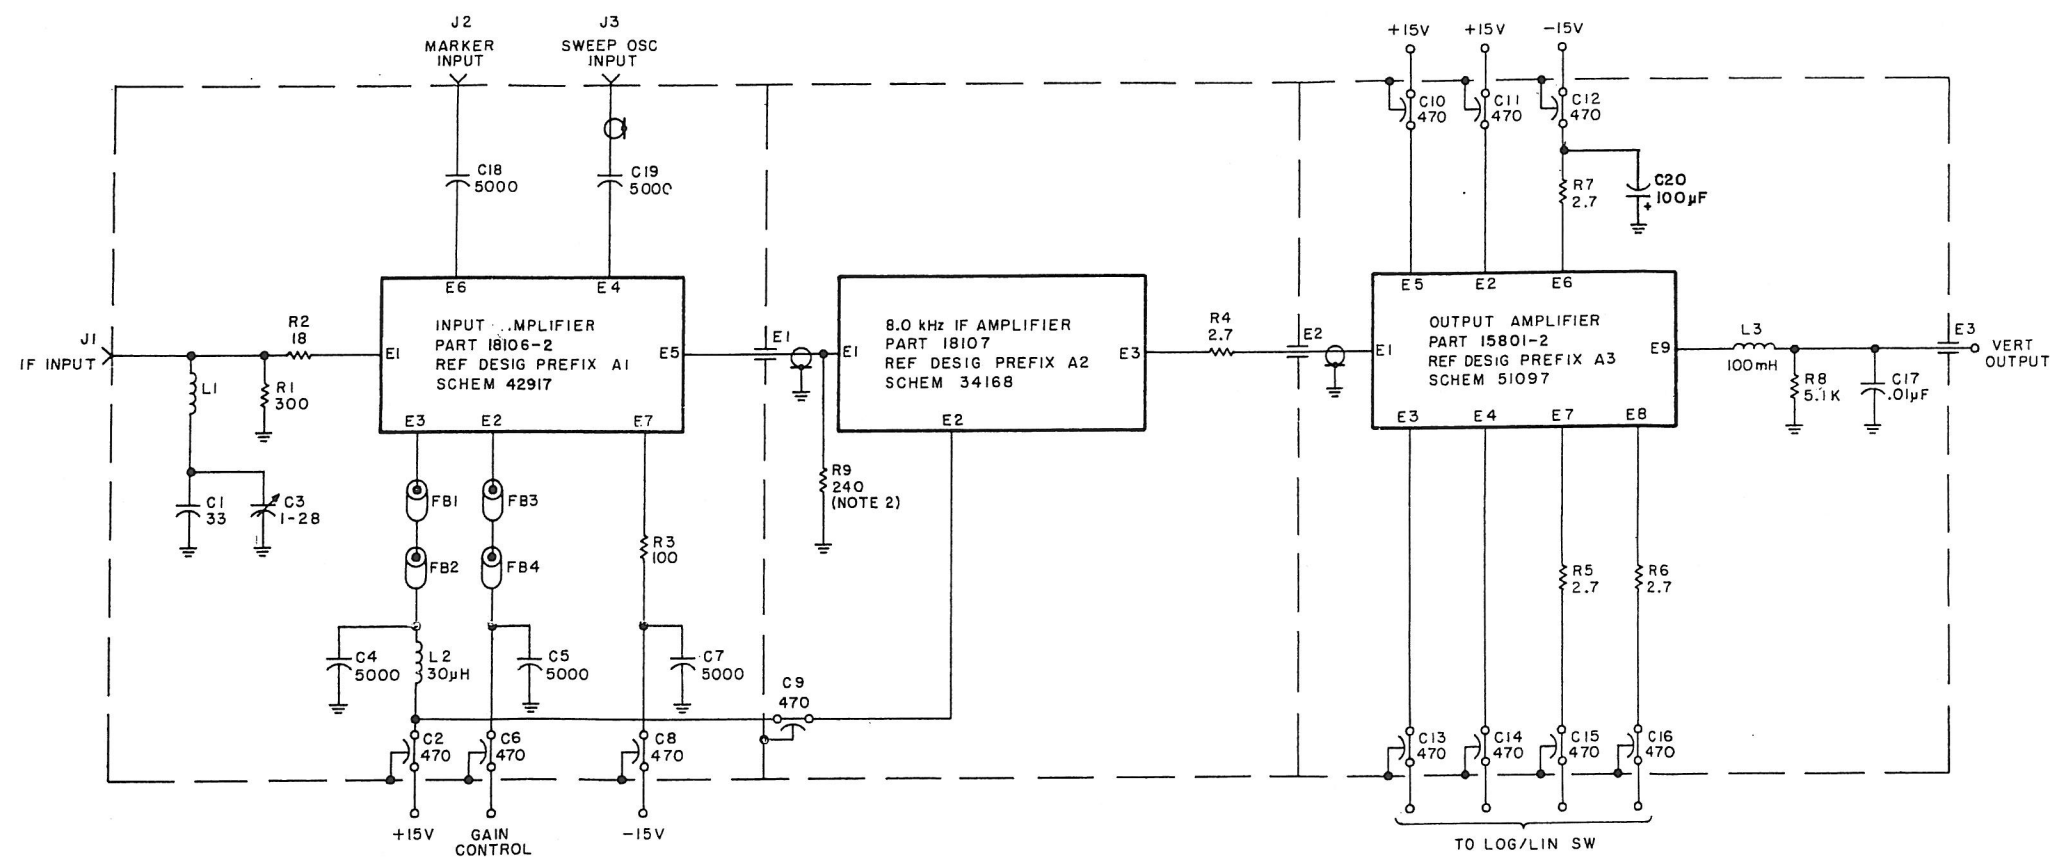 J2
MARKER
INPUT
J3
SWEEP OSC
INPUT
+15V
+15V
-15V
C10
470
C11
470
C12
470
C18
5000
C19
5000
R7
2.7
C20
100µF
+
E6
E4
E5
E2
E6
J1
IF INPUT
R2
18
L1
R1
300
E1
INPUT MPLIFIER
PART 18106-2
REF DESIG PREFIX A1
SCHEM 42917
E5
E3
E2
E7
E1
E1
8.0 kHz IF AMPLIFIER
PART 18107
REF DESIG PREFIX A2
SCHEM 34168
E3
E2
R4
2.7
E2
E1
OUTPUT AMPLIFIER
PART 15801-2
REF DESIG PREFIX A3
SCHEM 51097
E9
E3
E4
E7
E8
L3
100mH
R8
5.1K
C17
.01µF
E3
VERT
OUTPUT
C1
33
C3
1-28
FB1
FB3
FB2
FB4
R3
100
R9
240
(NOTE 2)
R5
2.7
R6
2.7
C4
5000
L2
30µH
C5
5000
C7
5000
C9
470
C2
470
C6
470
C8
470
C13
470
C14
470
C15
470
C16
470
+15V
GAIN
CONTROL
-15V
TO LOG/LIN SW